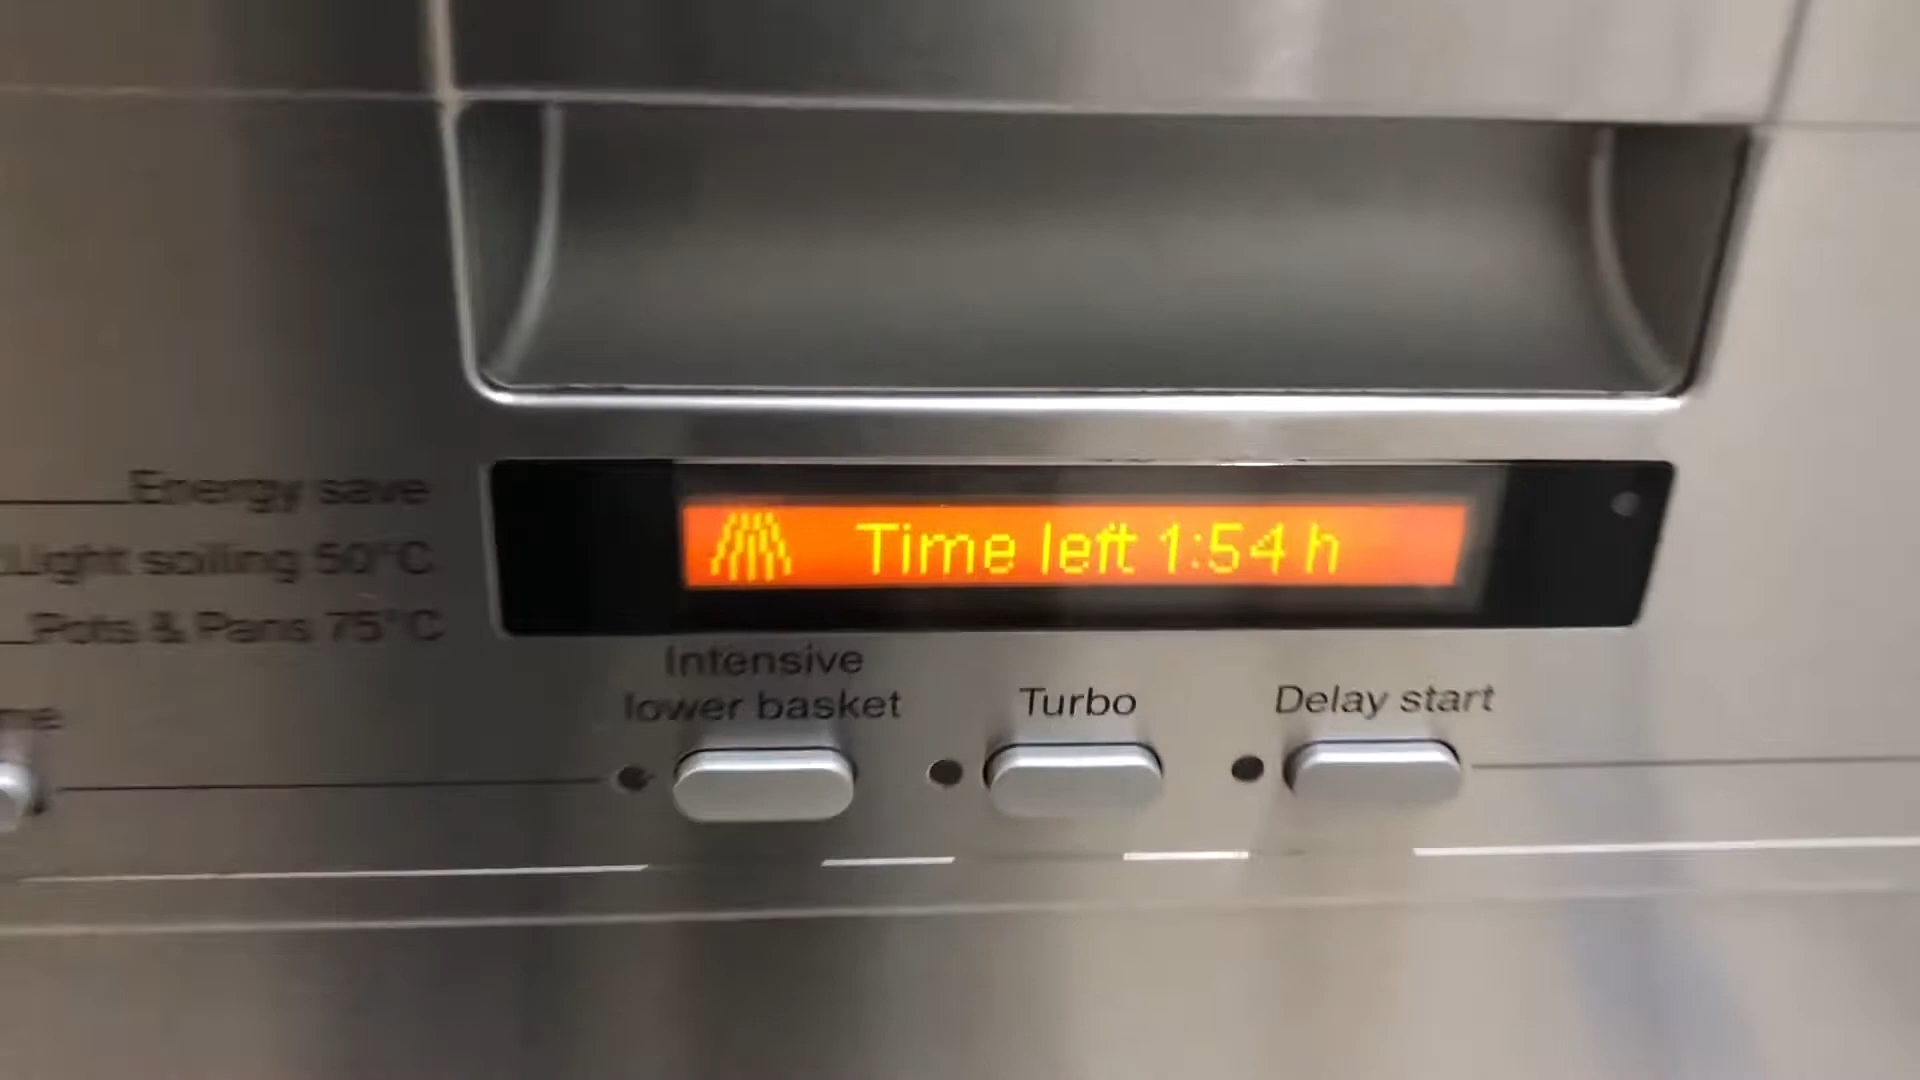 Energy save
Light soiling 50°C
Pots & Pans 75°C
Time left 1:54 h
Intensive
lower basket
Turbo
Delay start